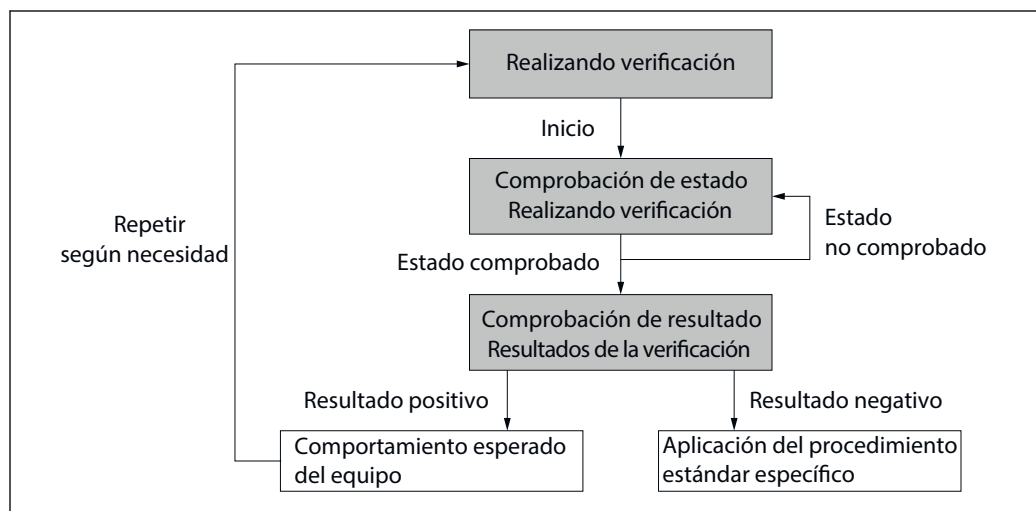 Realizando verificación
Inicio
Comprobación de estado
Realizando verificación
Repetir
según necesidad
Estado
no comprobado
Estado comprobado
Comprobación de resultado
Resultados de la verificación
Resultado positivo
Resultado negativo
Comportamiento esperado
del equipo
Aplicación del procedimiento
estándar específico